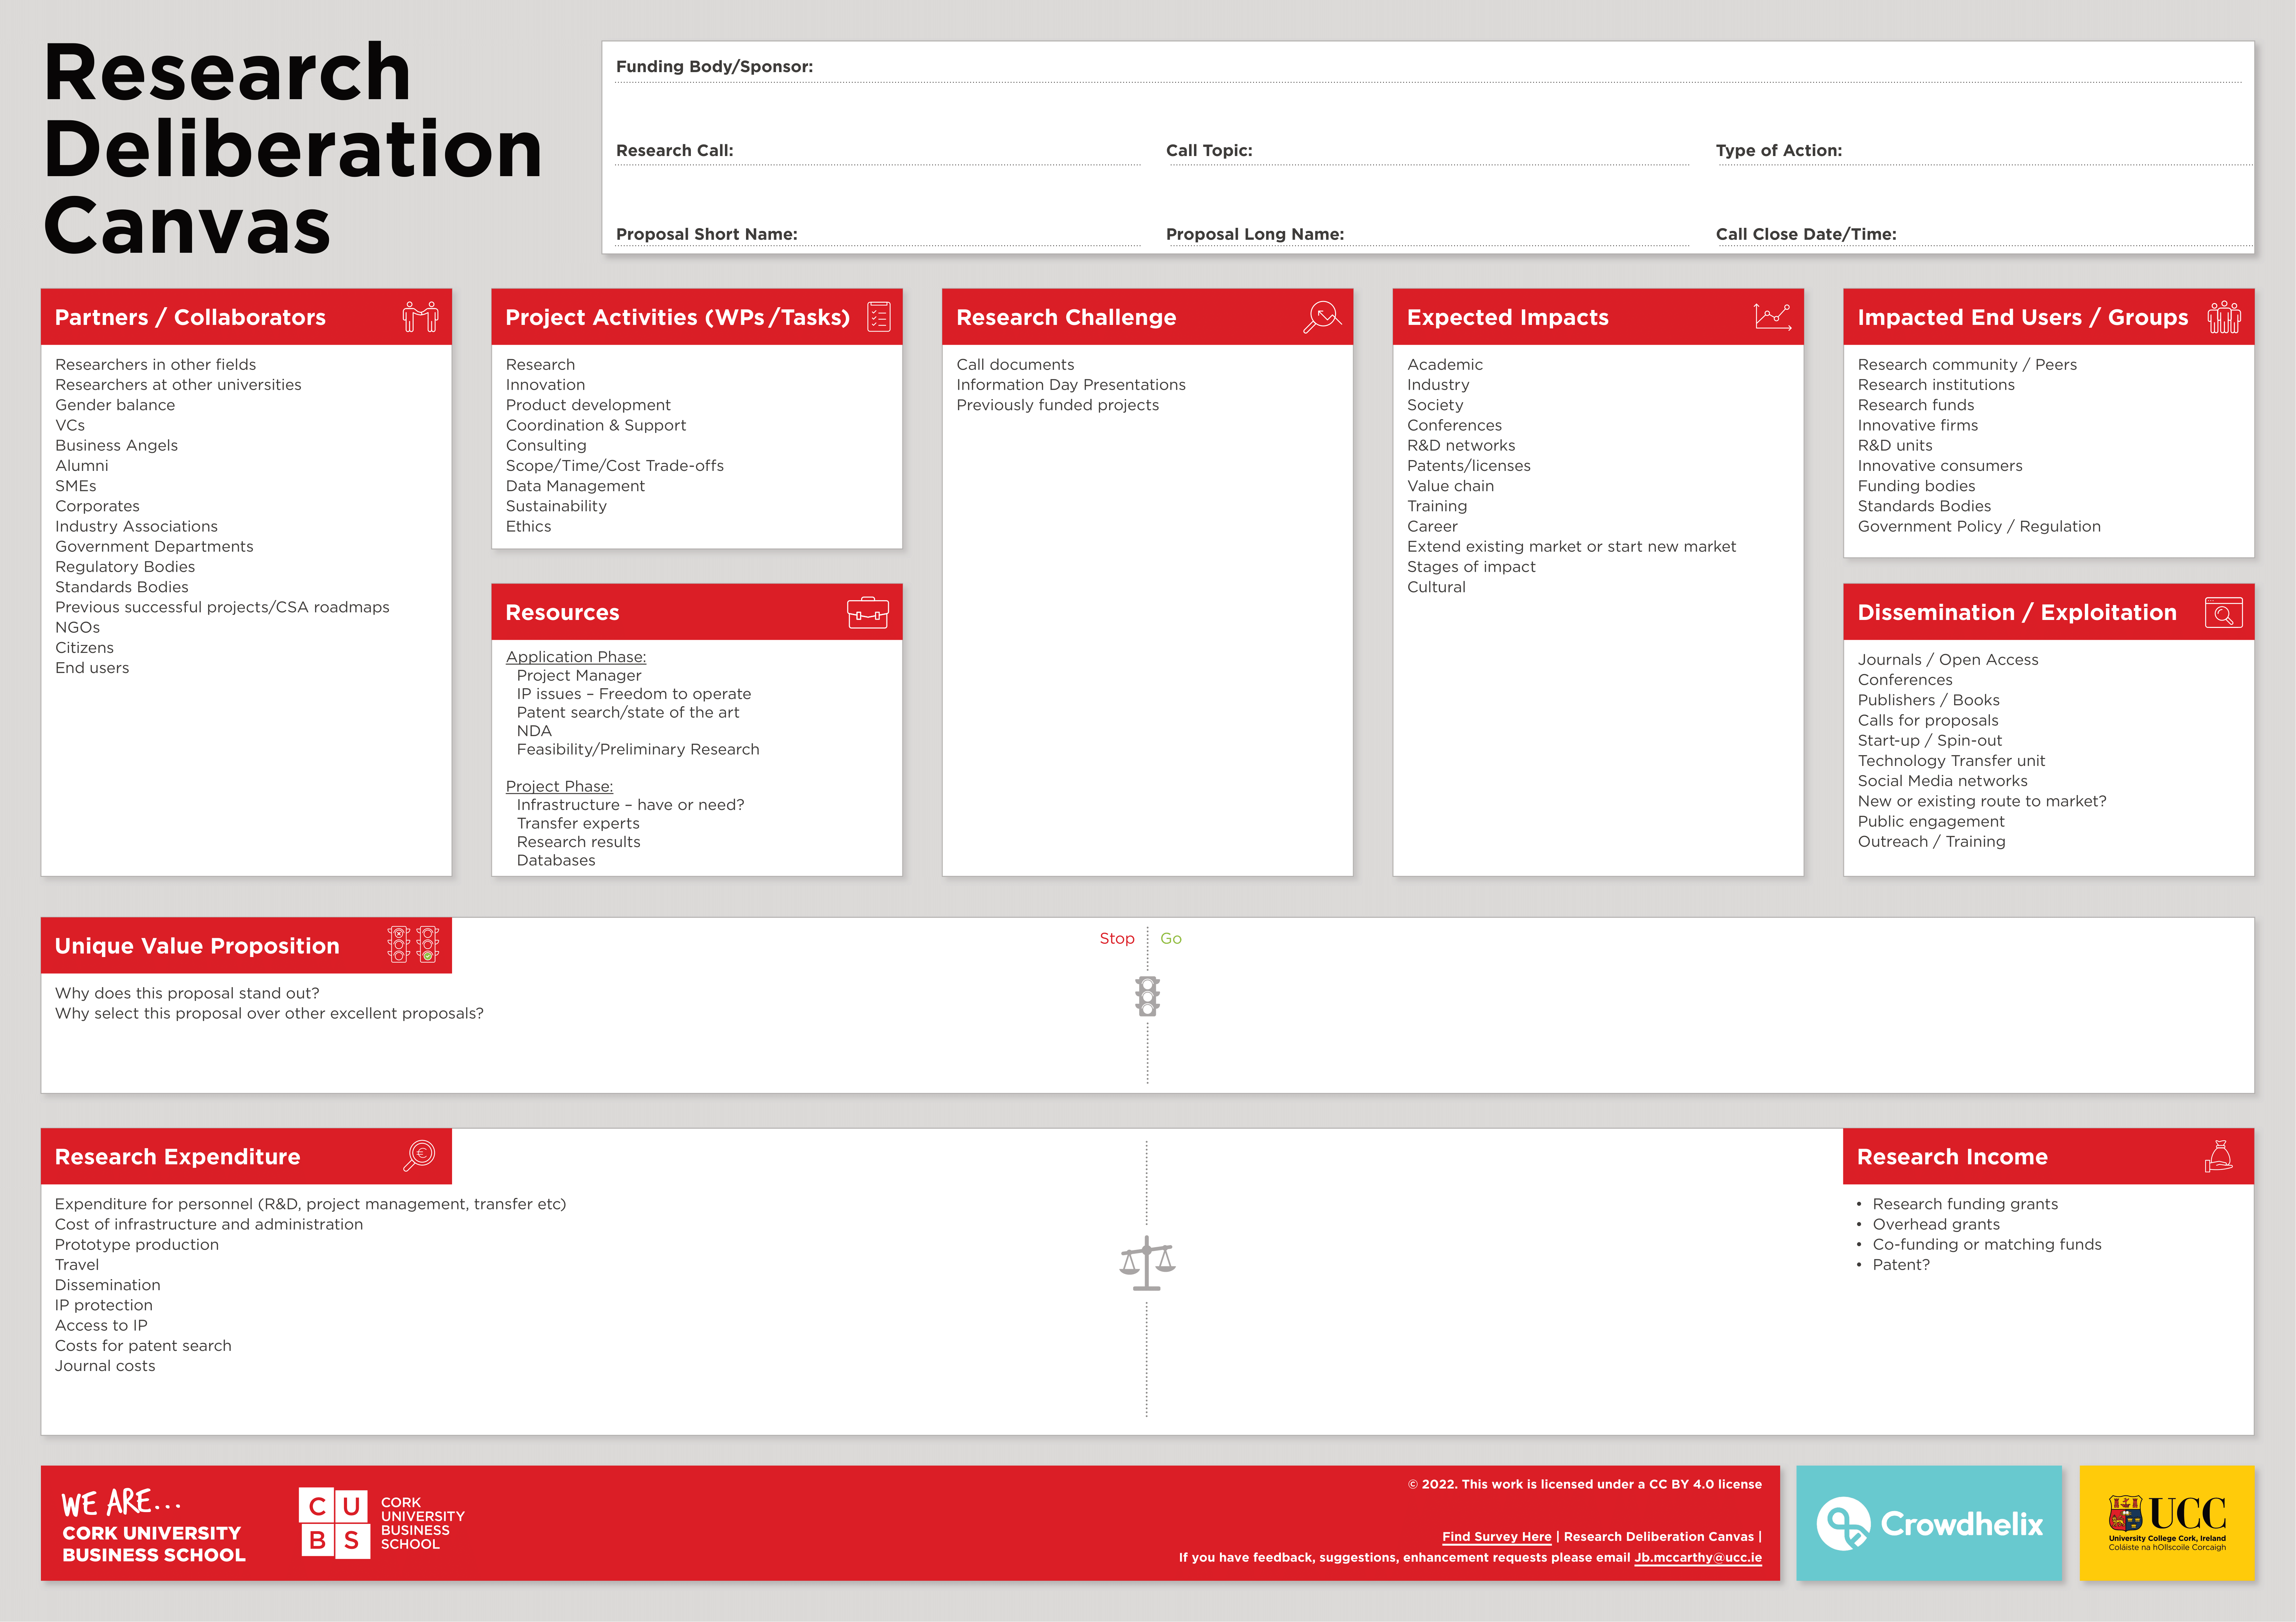 Research
Deliberation
Canvas
Funding Body/Sponsor:
Research Call:
Call Topic:
Type of Action:
Proposal Short Name:
Proposal Long Name:
Call Close Date/Time:
Partners / Collaborators
Researchers in other fields
Researchers at other universities
Gender balance
VCs
Business Angels
Alumni
SMEs
Corporates
Industry Associations
Government Departments
Regulatory Bodies
Standards Bodies
Previous successful projects/CSA roadmaps
NGOs
Citizens
End users
Project Activities (WPs/Tasks)
Research
Innovation
Product development
Coordination & Support
Consulting
Scope/Time/Cost Trade-offs
Data Management
Sustainability
Ethics
Resources
Application Phase:
Project Manager
IP issues – Freedom to operate
Patent search/state of the art
NDA
Feasibility/Preliminary Research
Project Phase:
Infrastructure – have or need?
Transfer experts
Research results
Databases
Research Challenge
Call documents
Information Day Presentations
Previously funded projects
Expected Impacts
Academic
Industry
Society
Conferences
R&D networks
Patents/licenses
Value chain
Training
Career
Extend existing market or start new market
Stages of impact
Cultural
Impacted End Users / Groups
Research community / Peers
Research institutions
Research funds
Innovative firms
R&D units
Innovative consumers
Funding bodies
Standards Bodies
Government Policy / Regulation
Dissemination / Exploitation
Journals / Open Access
Conferences
Publishers / Books
Calls for proposals
Start-up / Spin-out
Technology Transfer unit
Social Media networks
New or existing route to market?
Public engagement
Outreach / Training
Unique Value Proposition
Why does this proposal stand out?
Why select this proposal over other excellent proposals?
Stop
Go
Research Expenditure
€
Expenditure for personnel (R&D, project management, transfer etc)
Cost of infrastructure and administration
Prototype production
Travel
Dissemination
IP protection
Access to IP
Costs for patent search
Journal costs
Research Income
• Research funding grants
• Overhead grants
• Co-funding or matching funds
• Patent?
WE ARE...
CORK UNIVERSITY
BUSINESS SCHOOL
CU
BS
CORK
UNIVERSITY
BUSINESS
SCHOOL
© 2022. This work is licensed under a CC BY 4.0 license
Find Survey Here | Research Deliberation Canvas |
If you have feedback, suggestions, enhancement requests please email Jb.mccarthy@ucc.ie
Crowdhelix
UCC
University College Cork, Ireland
Coláiste na hOllscoile Corcaigh